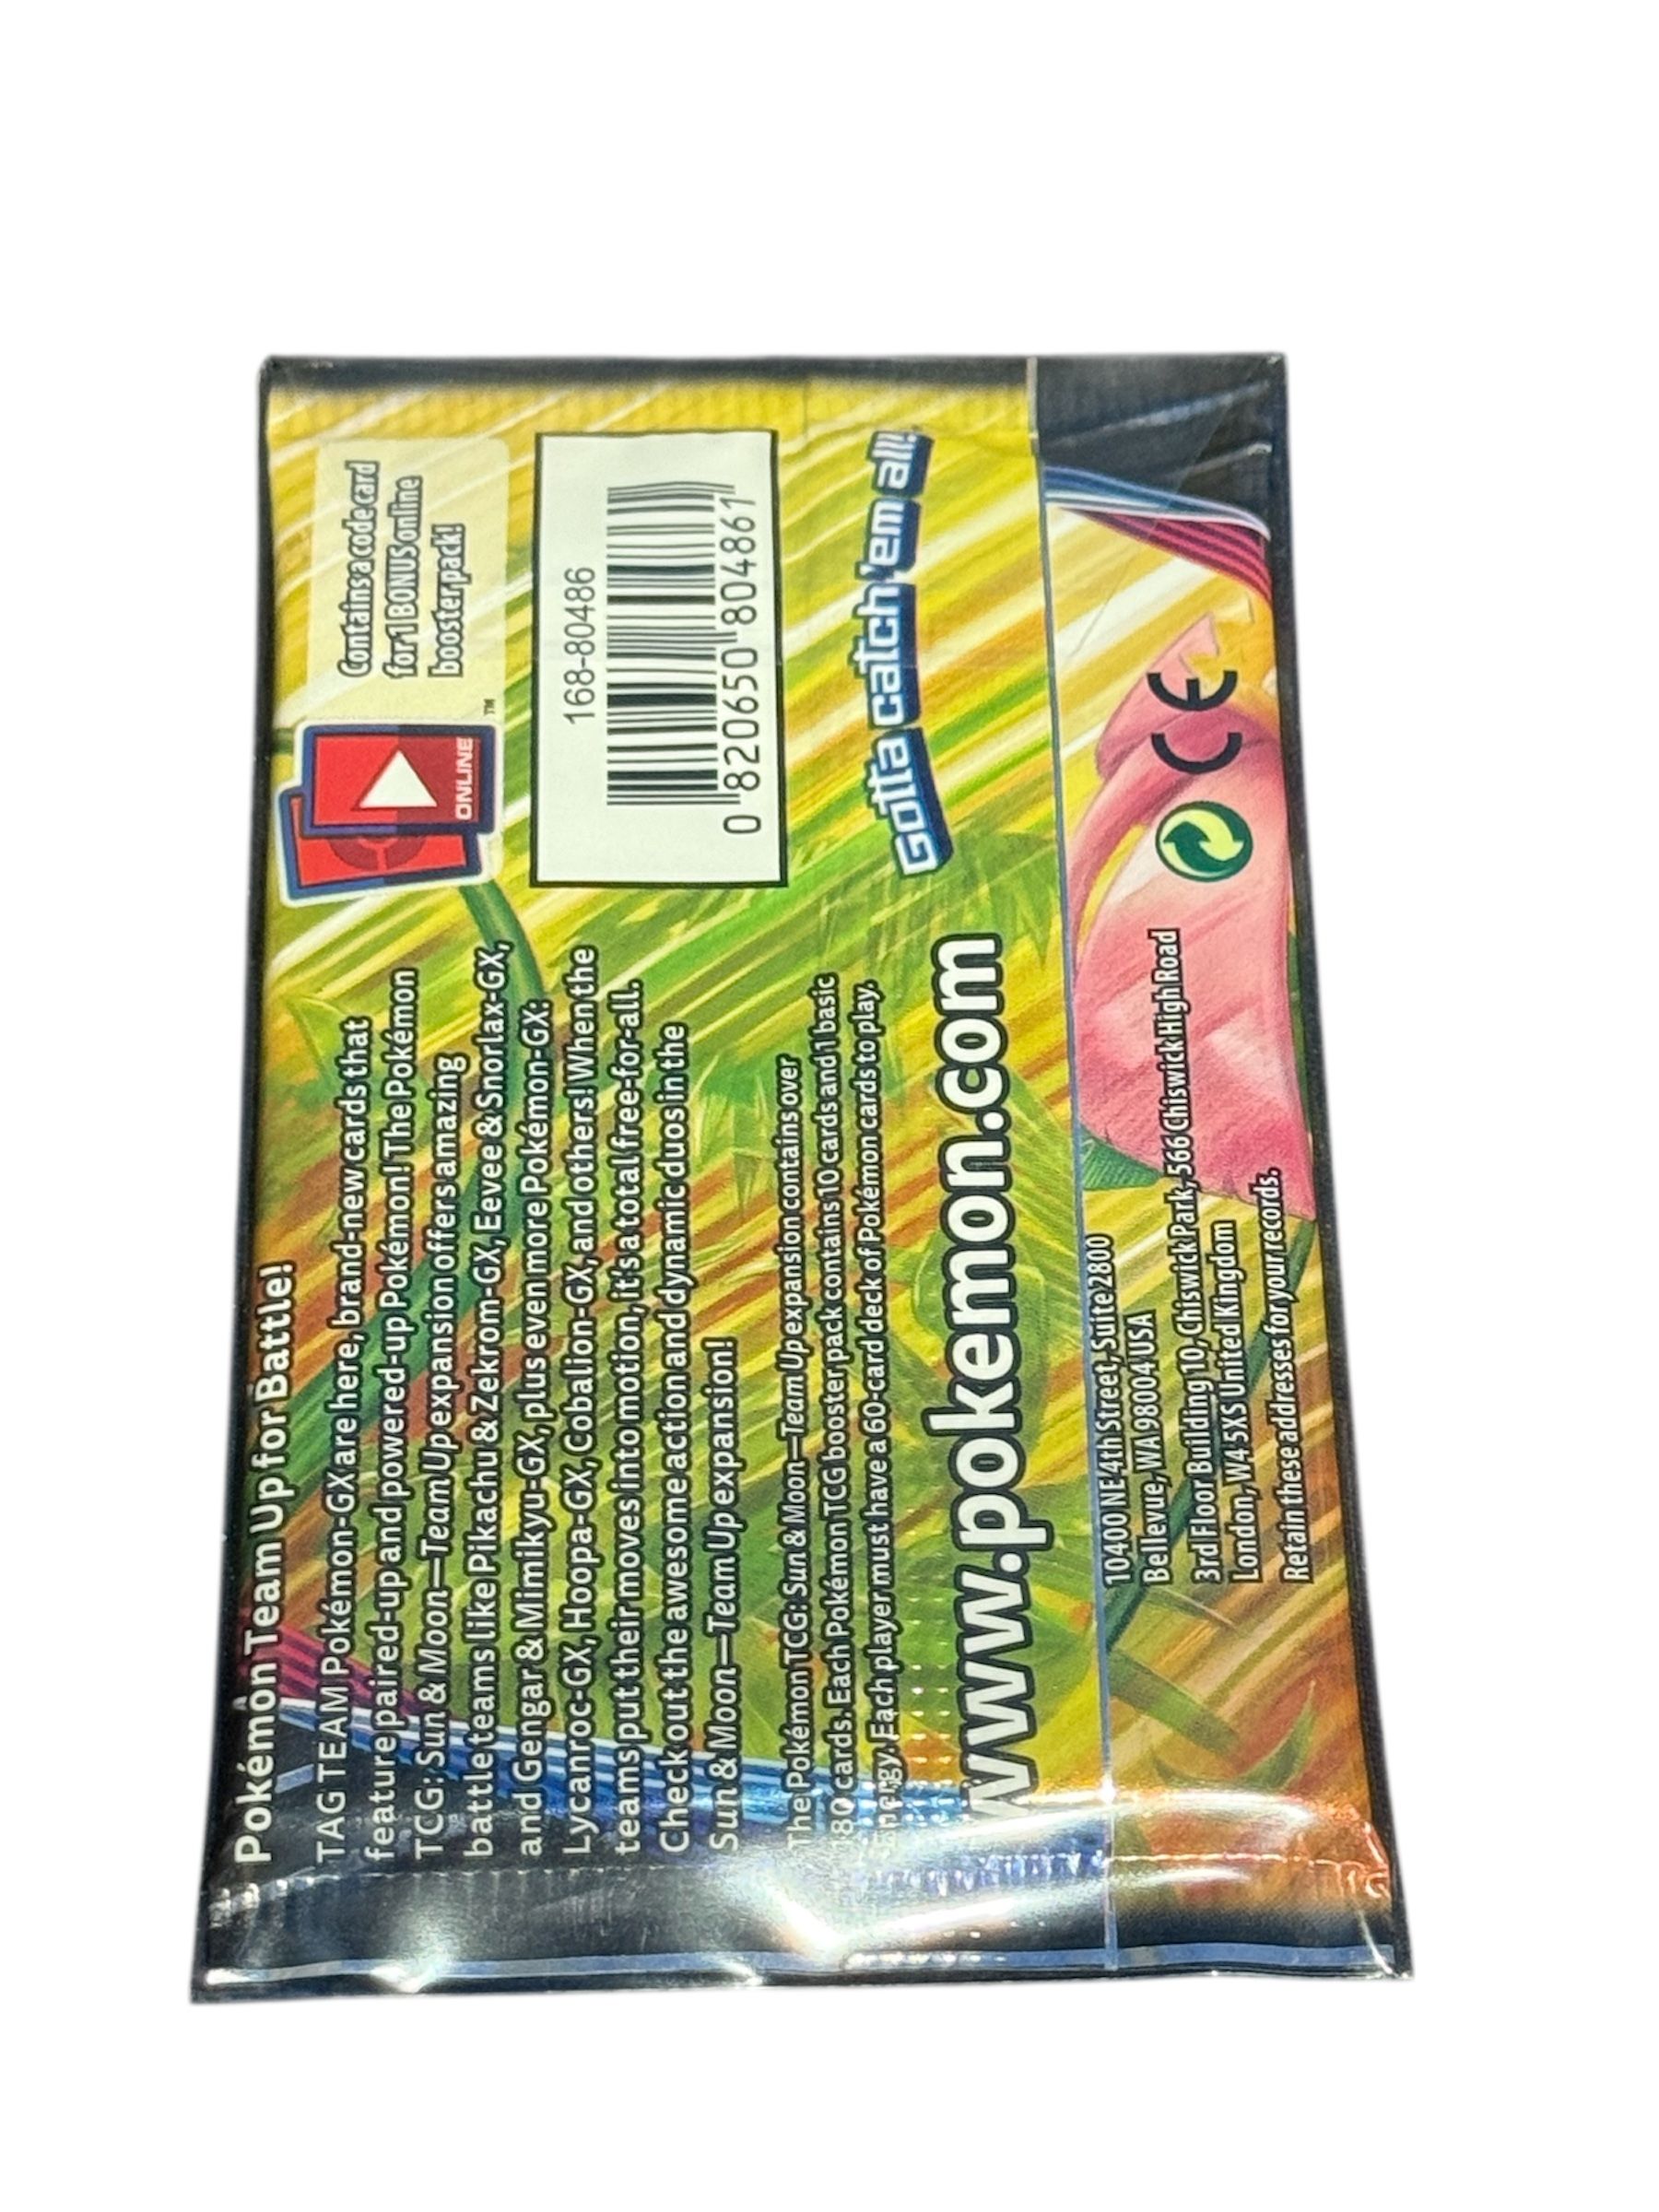 Pokémon Team Up for Battle!
TAG TEAM Pokémon-GX are here, brand-new cards that
feature paired-up and powered-up Pokémon! The Pokémon
TCG: Sun & Moon—Team Up expansion offers amazing
battle teams like Pikachu & Zekrom-GX, Eevee & Snorlax-GX,
and Gengar & Mimikyu-GX, plus even more Pokémon-GX:
Lycanroc-GX, Hoopa-GX, Cobalion-GX, and others! When the
teams put their moves into motion, it's a total free-for-all.
Check out the awesome action and dynamic duos in the
Sun & Moon—Team Up expansion!
The Pokémon TCG: Sun & Moon—Team Up expansion contains over
180 cards. Each Pokémon TCG booster pack contains 10 cards and 1 basic
Energy. Each player must have a 60-card deck of Pokémon cards to play.
www.pokemon.com
ONLINE
™
Contains a code card
for 1 BONUS online
booster pack!
168-80486
0 820650 804861
Gotta catch 'em all!
10400 NE 4th Street, Suite 2800
Bellevue, WA 98004 USA
3rd Floor Building 10, Chiswick Park, 566 Chiswick High Road
London, W4 5XS United Kingdom
Retain these addresses for your records.
CE